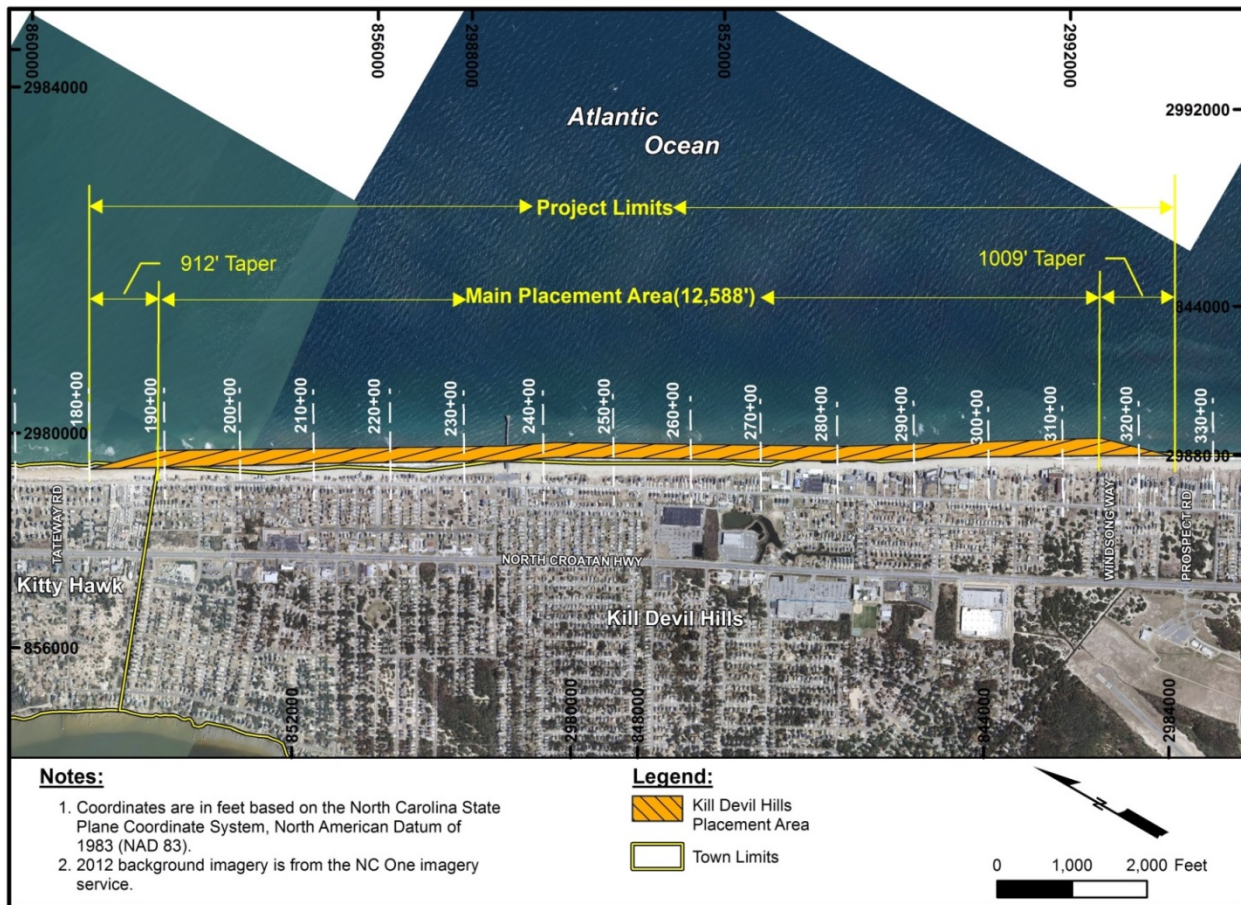 860000
856000
2988000
852000
2992000
2984000
2992000
Atlantic
Ocean
Project Limits
912' Taper
1009' Taper
Main Placement Area(12,588')
844000
180+00
190+00
200+00
210+00
220+00
230+00
240+00
250+00
260+00
270+00
280+00
290+00
300+00
310+00
320+00
330+00
2980000
2988000
TATEWAY RD
WINDSONG WAY
PROSPECT RD
NORTH CROATAN HWY
Kitty Hawk
Kill Devil Hills
856000
852000
2980000
848000
844000
2984000
Notes:
1. Coordinates are in feet based on the North Carolina State
Plane Coordinate System, North American Datum of
1983 (NAD 83).
2. 2012 background imagery is from the NC One imagery
service.
Legend:
Kill Devil Hills
Placement Area
Town Limits
N
0 1,000 2,000 Feet